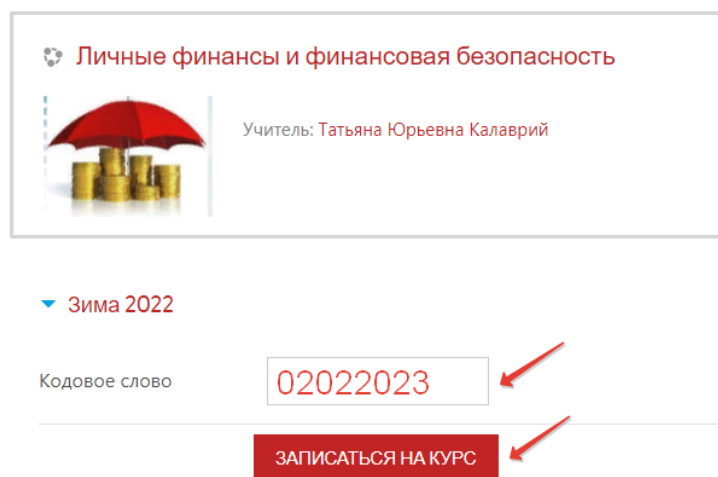 Личные финансы и финансовая безопасность
Учитель: Татьяна Юрьевна Калаврий
Зима 2022
Кодовое слово
02022023
ЗАПИСАТЬСЯ НА КУРС